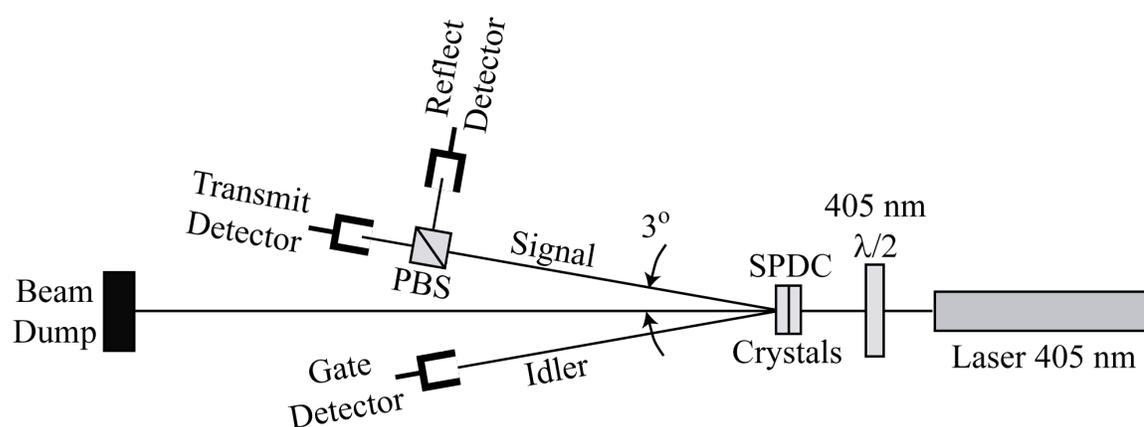 Reflect
Detector
Transmit
Detector
PBS
Signal
3º
405 nm
λ/2
SPDC
Crystals
Laser 405 nm
Beam
Dump
Gate
Detector
Idler